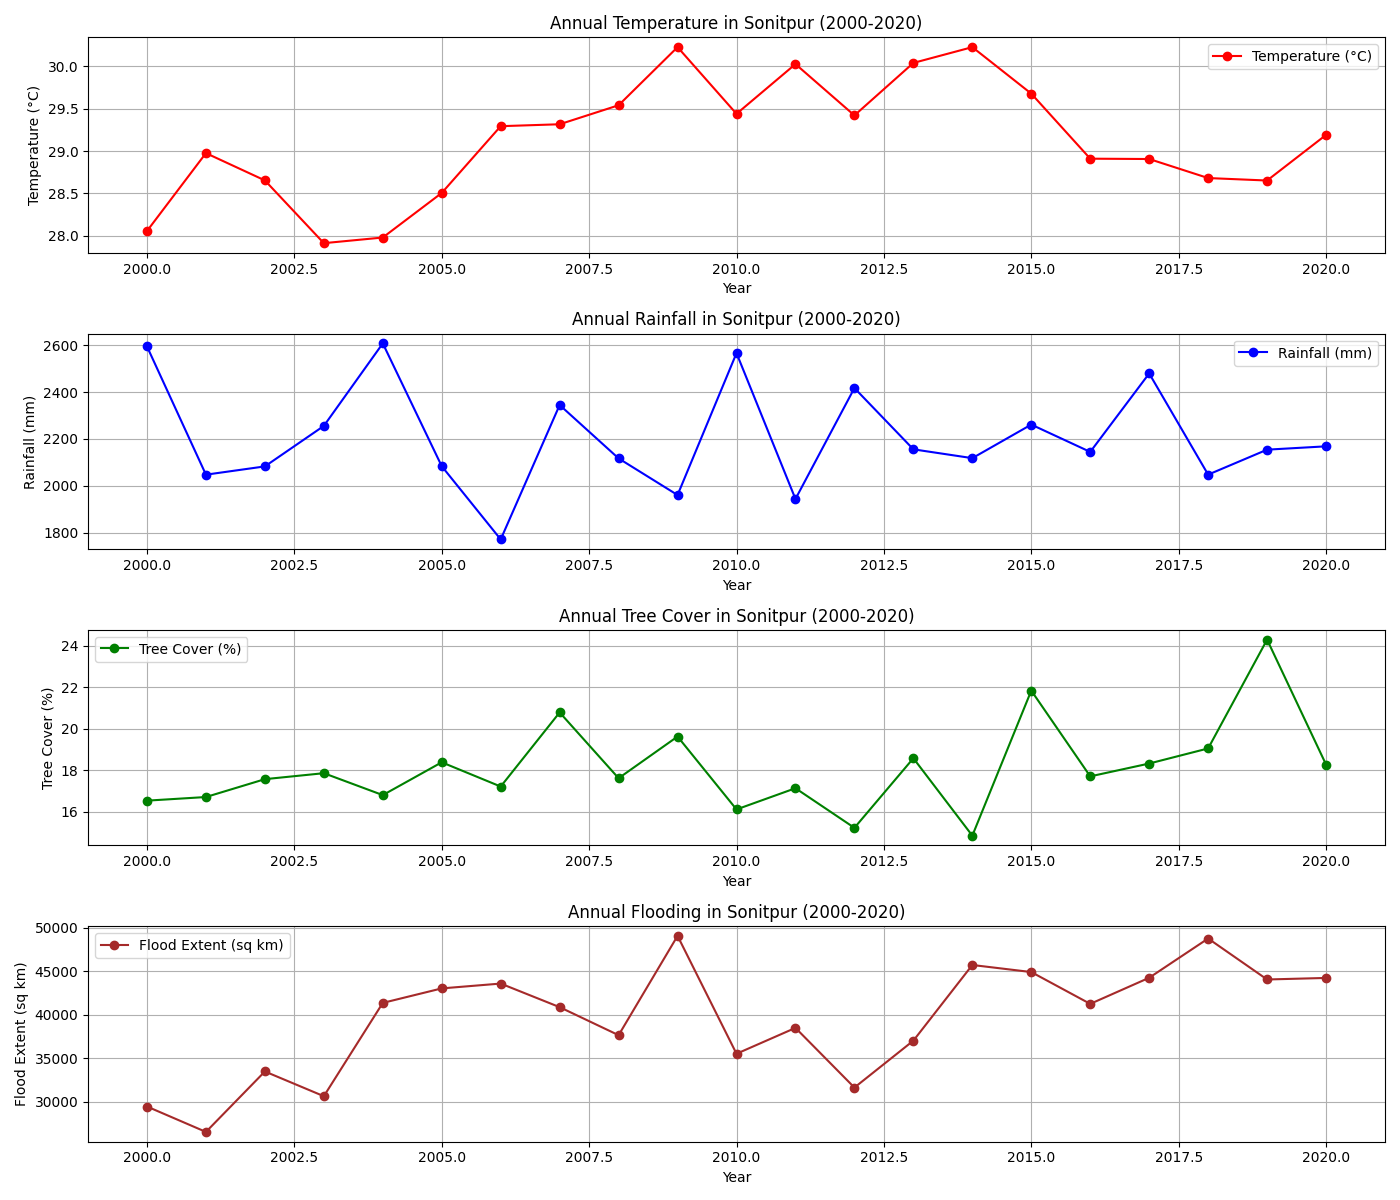 Annual Temperature in Sonitpur (2000-2020)
Temperature (°C)
Temperature (°C)
30.0
29.5
29.0
28.5
28.0
2000.0 2002.5 2005.0 2007.5 2010.0 2012.5 2015.0 2017.5 2020.0
Year
Annual Rainfall in Sonitpur (2000-2020)
Rainfall (mm)
Rainfall (mm)
2600
2400
2200
2000
1800
2000.0 2002.5 2005.0 2007.5 2010.0 2012.5 2015.0 2017.5 2020.0
Year
Annual Tree Cover in Sonitpur (2000-2020)
Tree Cover (%)
Tree Cover (%)
24
22
20
18
16
2000.0 2002.5 2005.0 2007.5 2010.0 2012.5 2015.0 2017.5 2020.0
Year
Annual Flooding in Sonitpur (2000-2020)
Flood Extent (sq km)
Flood Extent (sq km)
50000
45000
40000
35000
30000
2000.0 2002.5 2005.0 2007.5 2010.0 2012.5 2015.0 2017.5 2020.0
Year